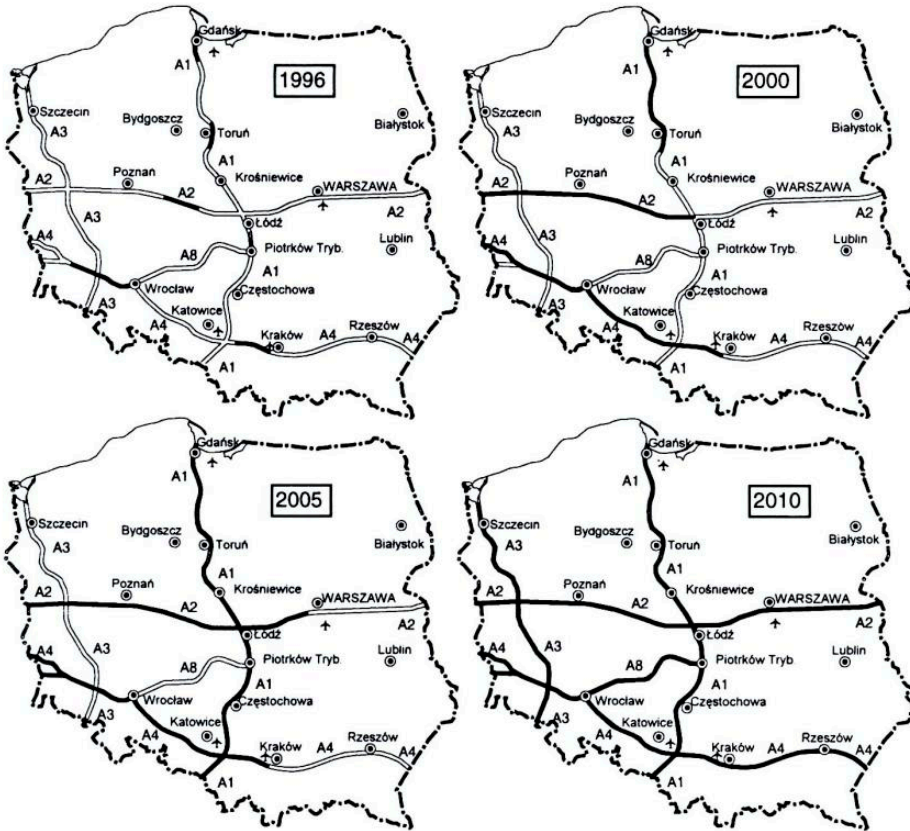 Gdańsk
A1
1996
Szczecin
A3
Bydgoszcz
Toruń
Białystok
A1
Poznań
Krośniewice
A2
A2
WARSZAWA
A2
A3
Łódź
A4
A8
Piotrków Tryb.
Lublin
A1
Wrocław
Częstochowa
A3
Katowice
A4
Kraków
A4
Rzeszów
A4
A1
Gdańsk
A1
2000
Szczecin
A3
Bydgoszcz
Toruń
Białystok
A1
Poznań
Krośniewice
A2
A2
WARSZAWA
A2
A3
Łódź
A4
A8
Piotrków Tryb.
Lublin
A1
Wrocław
Częstochowa
A3
Katowice
A4
Kraków
A4
Rzeszów
A4
A1
Gdańsk
A1
2005
Szczecin
A3
Bydgoszcz
Toruń
Białystok
A1
Poznań
Krośniewice
A2
A2
WARSZAWA
A2
A3
Łódź
A4
A8
Piotrków Tryb.
Lublin
A1
Wrocław
Częstochowa
A3
Katowice
A4
Kraków
A4
Rzeszów
A4
A1
Gdańsk
A1
2010
Szczecin
A3
Bydgoszcz
Toruń
Białystok
A1
Poznań
Krośniewice
A2
A2
WARSZAWA
A2
A3
Łódź
A4
A8
Piotrków Tryb.
Lublin
A1
Wrocław
Częstochowa
A3
Katowice
A4
Kraków
A4
Rzeszów
A4
A1